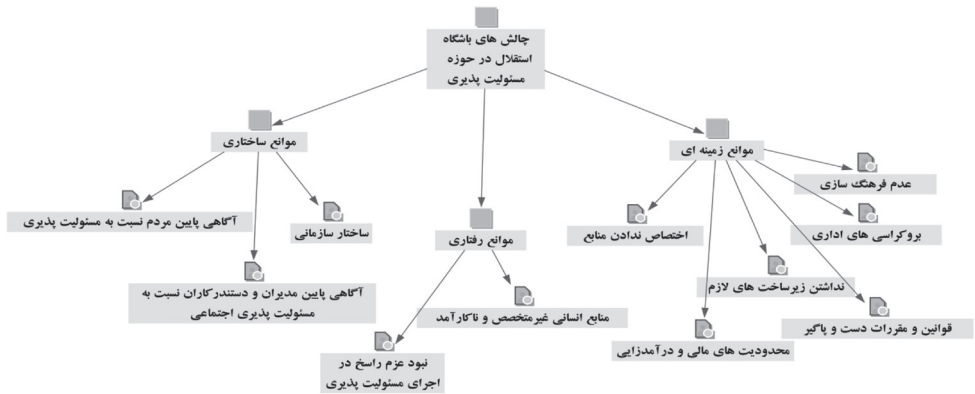 چالش های باشگاه
استقلال در حوزه
مسئولیت پذیری
موانع ساختاری
موانع زمینه ای
عدم فرهنگ سازی
آگاهی پایین مردم نسبت به مسئولیت پذیری
ساختار سازمانی
موانع رفتاری
اختصاص ندادن منابع
بروکراسی های اداری
آگاهی پایین مدیران و دستندرکاران نسبت به
مسئولیت پذیری اجتماعی
نداشتن زیرساخت های لازم
منابع انسانی غیرمتخصص و ناکارآمد
قوانین و مقررات دست و پاگیر
نبود عزم راسخ در
اجرای مسئولیت پذیری
محدودیت های مالی و درآمدزایی